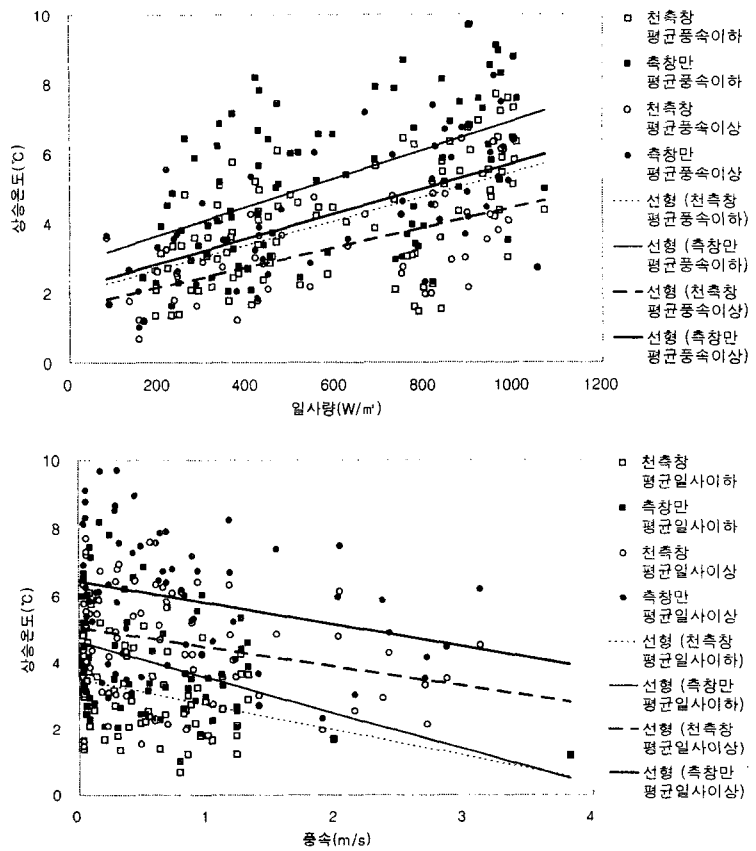 10
8
6
4
2
0
상승온도(℃)
0 200 400 600 800 1000 1200
일사량(W/㎡)
천측창
평균풍속이하
측창만
평균풍속이하
천측창
평균풍속이상
측창만
평균풍속이상
선형 (천측창
평균풍속이하)
선형 (측창만
평균풍속이하)
선형 (천측창
평균풍속이상)
선형 (측창만
평균풍속이상)
10
8
6
4
2
0
상승온도(℃)
0 1 2 3 4
풍속(m/s)
천측창
평균일사이하
측창만
평균일사이하
천측창
평균일사이상
측창만
평균일사이상
선형 (천측창
평균일사이하)
선형 (측창만
평균일사이하)
선형 (천측창
평균일사이상)
선형 (측창만
평균일사이상)